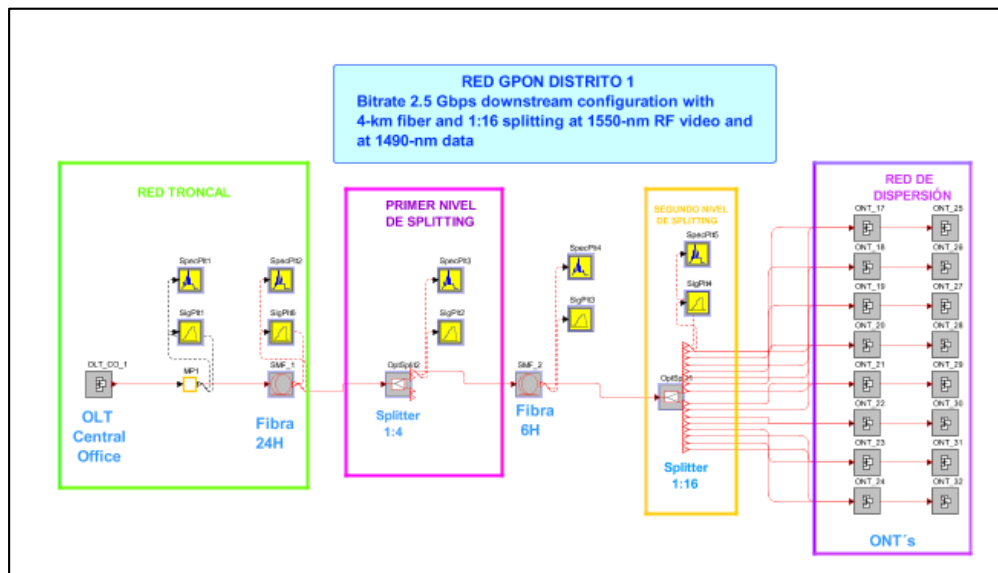 RED GPON DISTRITO 1
Bitrate 2.5 Gbps downstream configuration with
4-km fiber and 1:16 splitting at 1550-nm RF video and
at 1490-nm data
RED TRONCAL
SpecPlt1
SpecPlt2
SigPlt1
SigPlt6
OLT_CO_1
MP1
SMF_1
OLT
Central
Office
Fibra
24H
PRIMER NIVEL
DE SPLITTING
SpecPlt3
SigPlt2
OptSplit2
Splitter
1:4
SpecPlt4
SigPlt3
SMF_2
Fibra
6H
SEGUNDO NIVEL
DE SPLITTING
SpecPlt5
SigPlt4
Splitter
1:16
RED DE
DISPERSIÓN
ONT_17
ONT_25
ONT_18
ONT_26
ONT_19
ONT_27
ONT_20
ONT_28
ONT_21
ONT_29
ONT_22
ONT_30
ONT_23
ONT_31
ONT_24
ONT_32
ONT´s